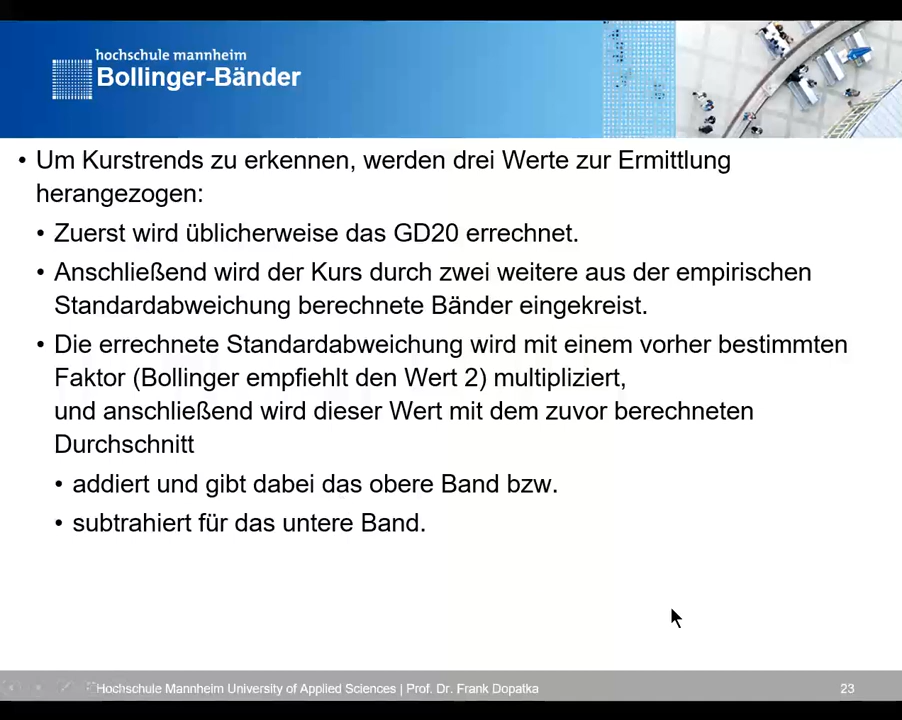 hochschule mannheim
Bollinger-Bänder
• Um Kurstrends zu erkennen, werden drei Werte zur Ermittlung
herangezogen:
• Zuerst wird üblicherweise das GD20 errechnet.
• Anschließend wird der Kurs durch zwei weitere aus der empirischen
Standardabweichung berechnete Bänder eingekreist.
• Die errechnete Standardabweichung wird mit einem vorher bestimmten
Faktor (Bollinger empfiehlt den Wert 2) multipliziert,
und anschließend wird dieser Wert mit dem zuvor berechneten
Durchschnitt
• addiert und gibt dabei das obere Band bzw.
• subtrahiert für das untere Band.
Hochschule Mannheim University of Applied Sciences | Prof. Dr. Frank Dopatka
23